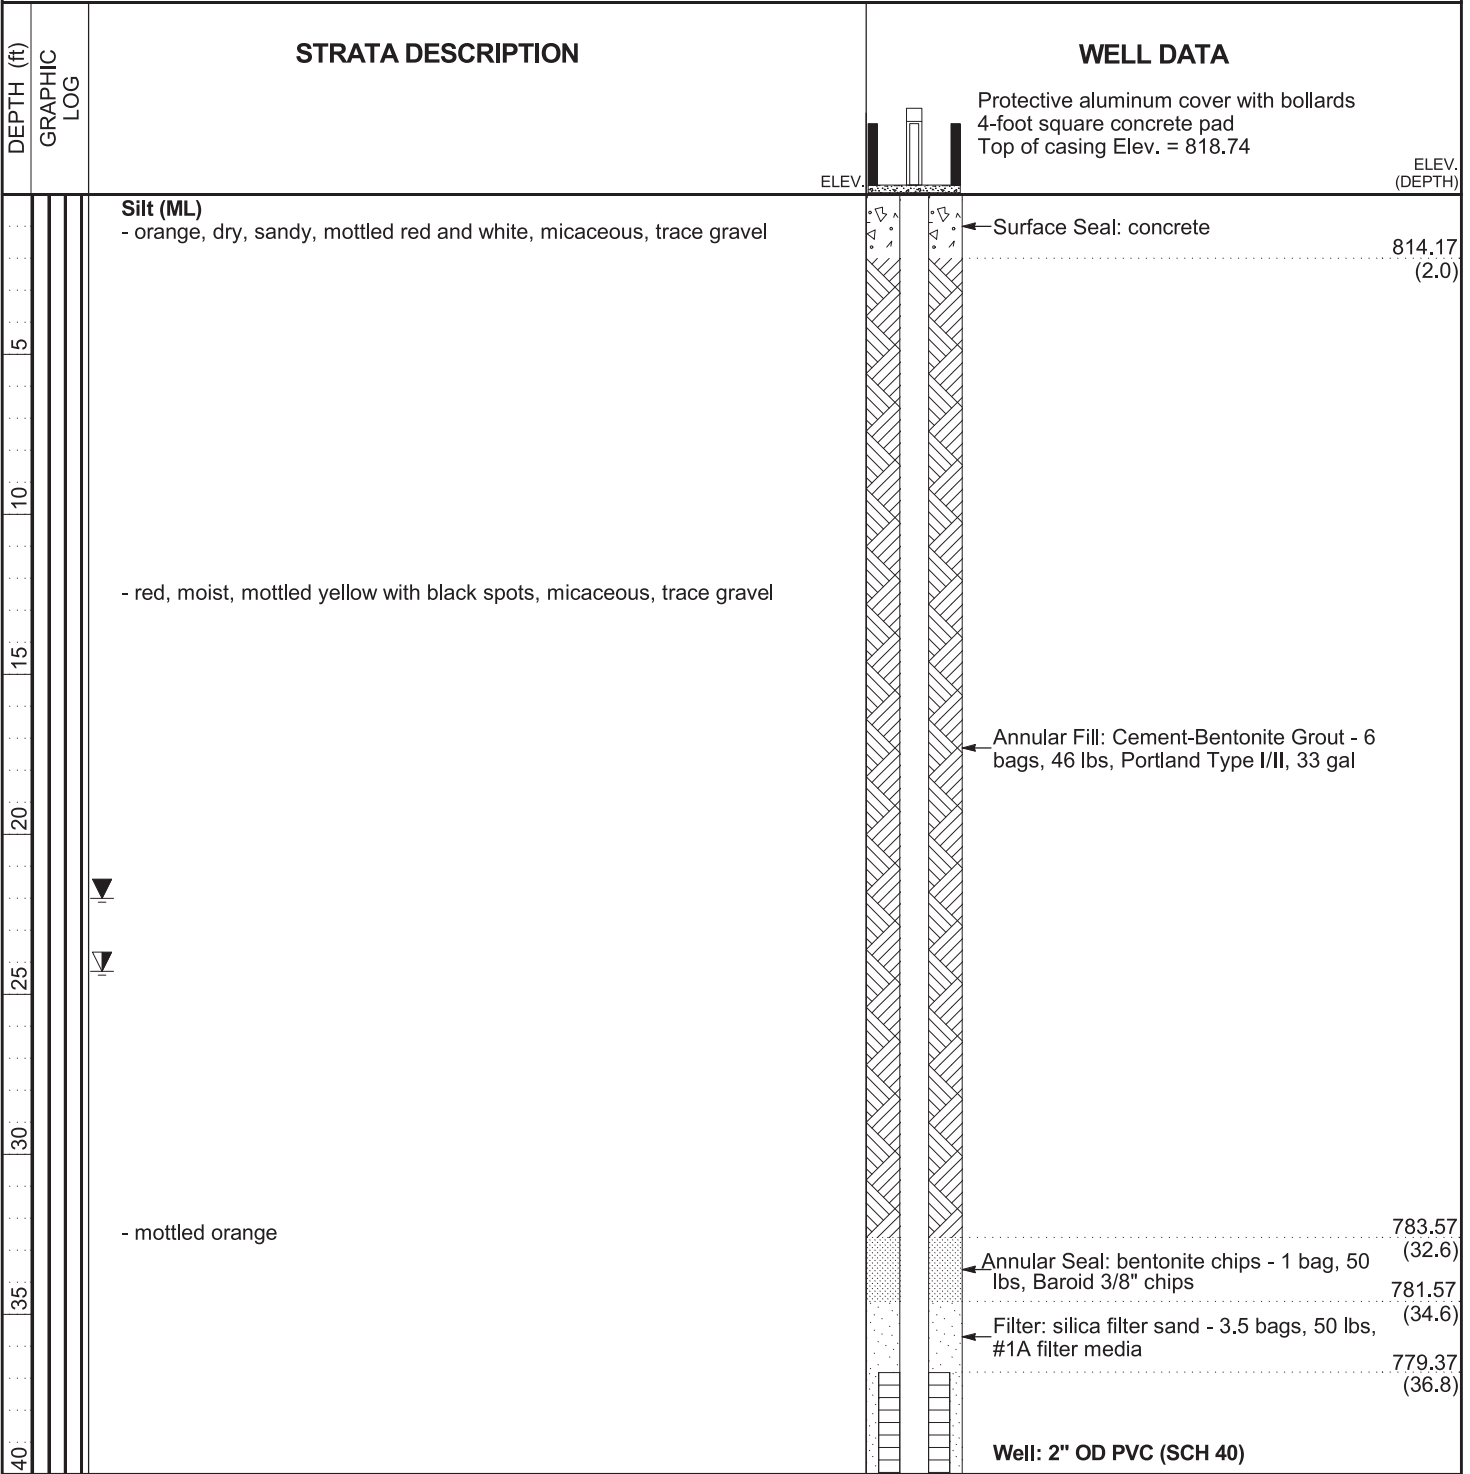 DEPTH (ft)
GRAPHIC
LOG
STRATA DESCRIPTION
ELEV.
WELL DATA
Protective aluminum cover with bollards
4-foot square concrete pad
Top of casing Elev. = 818.74
ELEV.
(DEPTH)
Silt (ML)
- orange, dry, sandy, mottled red and white, micaceous, trace gravel
Surface Seal: concrete
814.17
(2.0)
5
10
- red, moist, mottled yellow with black spots, micaceous, trace gravel
15
Annular Fill: Cement-Bentonite Grout - 6
bags, 46 lbs, Portland Type I/II, 33 gal
20
25
30
- mottled orange
783.57
(32.6)
Annular Seal: bentonite chips - 1 bag, 50
lbs, Baroid 3/8" chips
781.57
(34.6)
35
Filter: silica filter sand - 3.5 bags, 50 lbs,
#1A filter media
779.37
(36.8)
Well: 2" OD PVC (SCH 40)
40